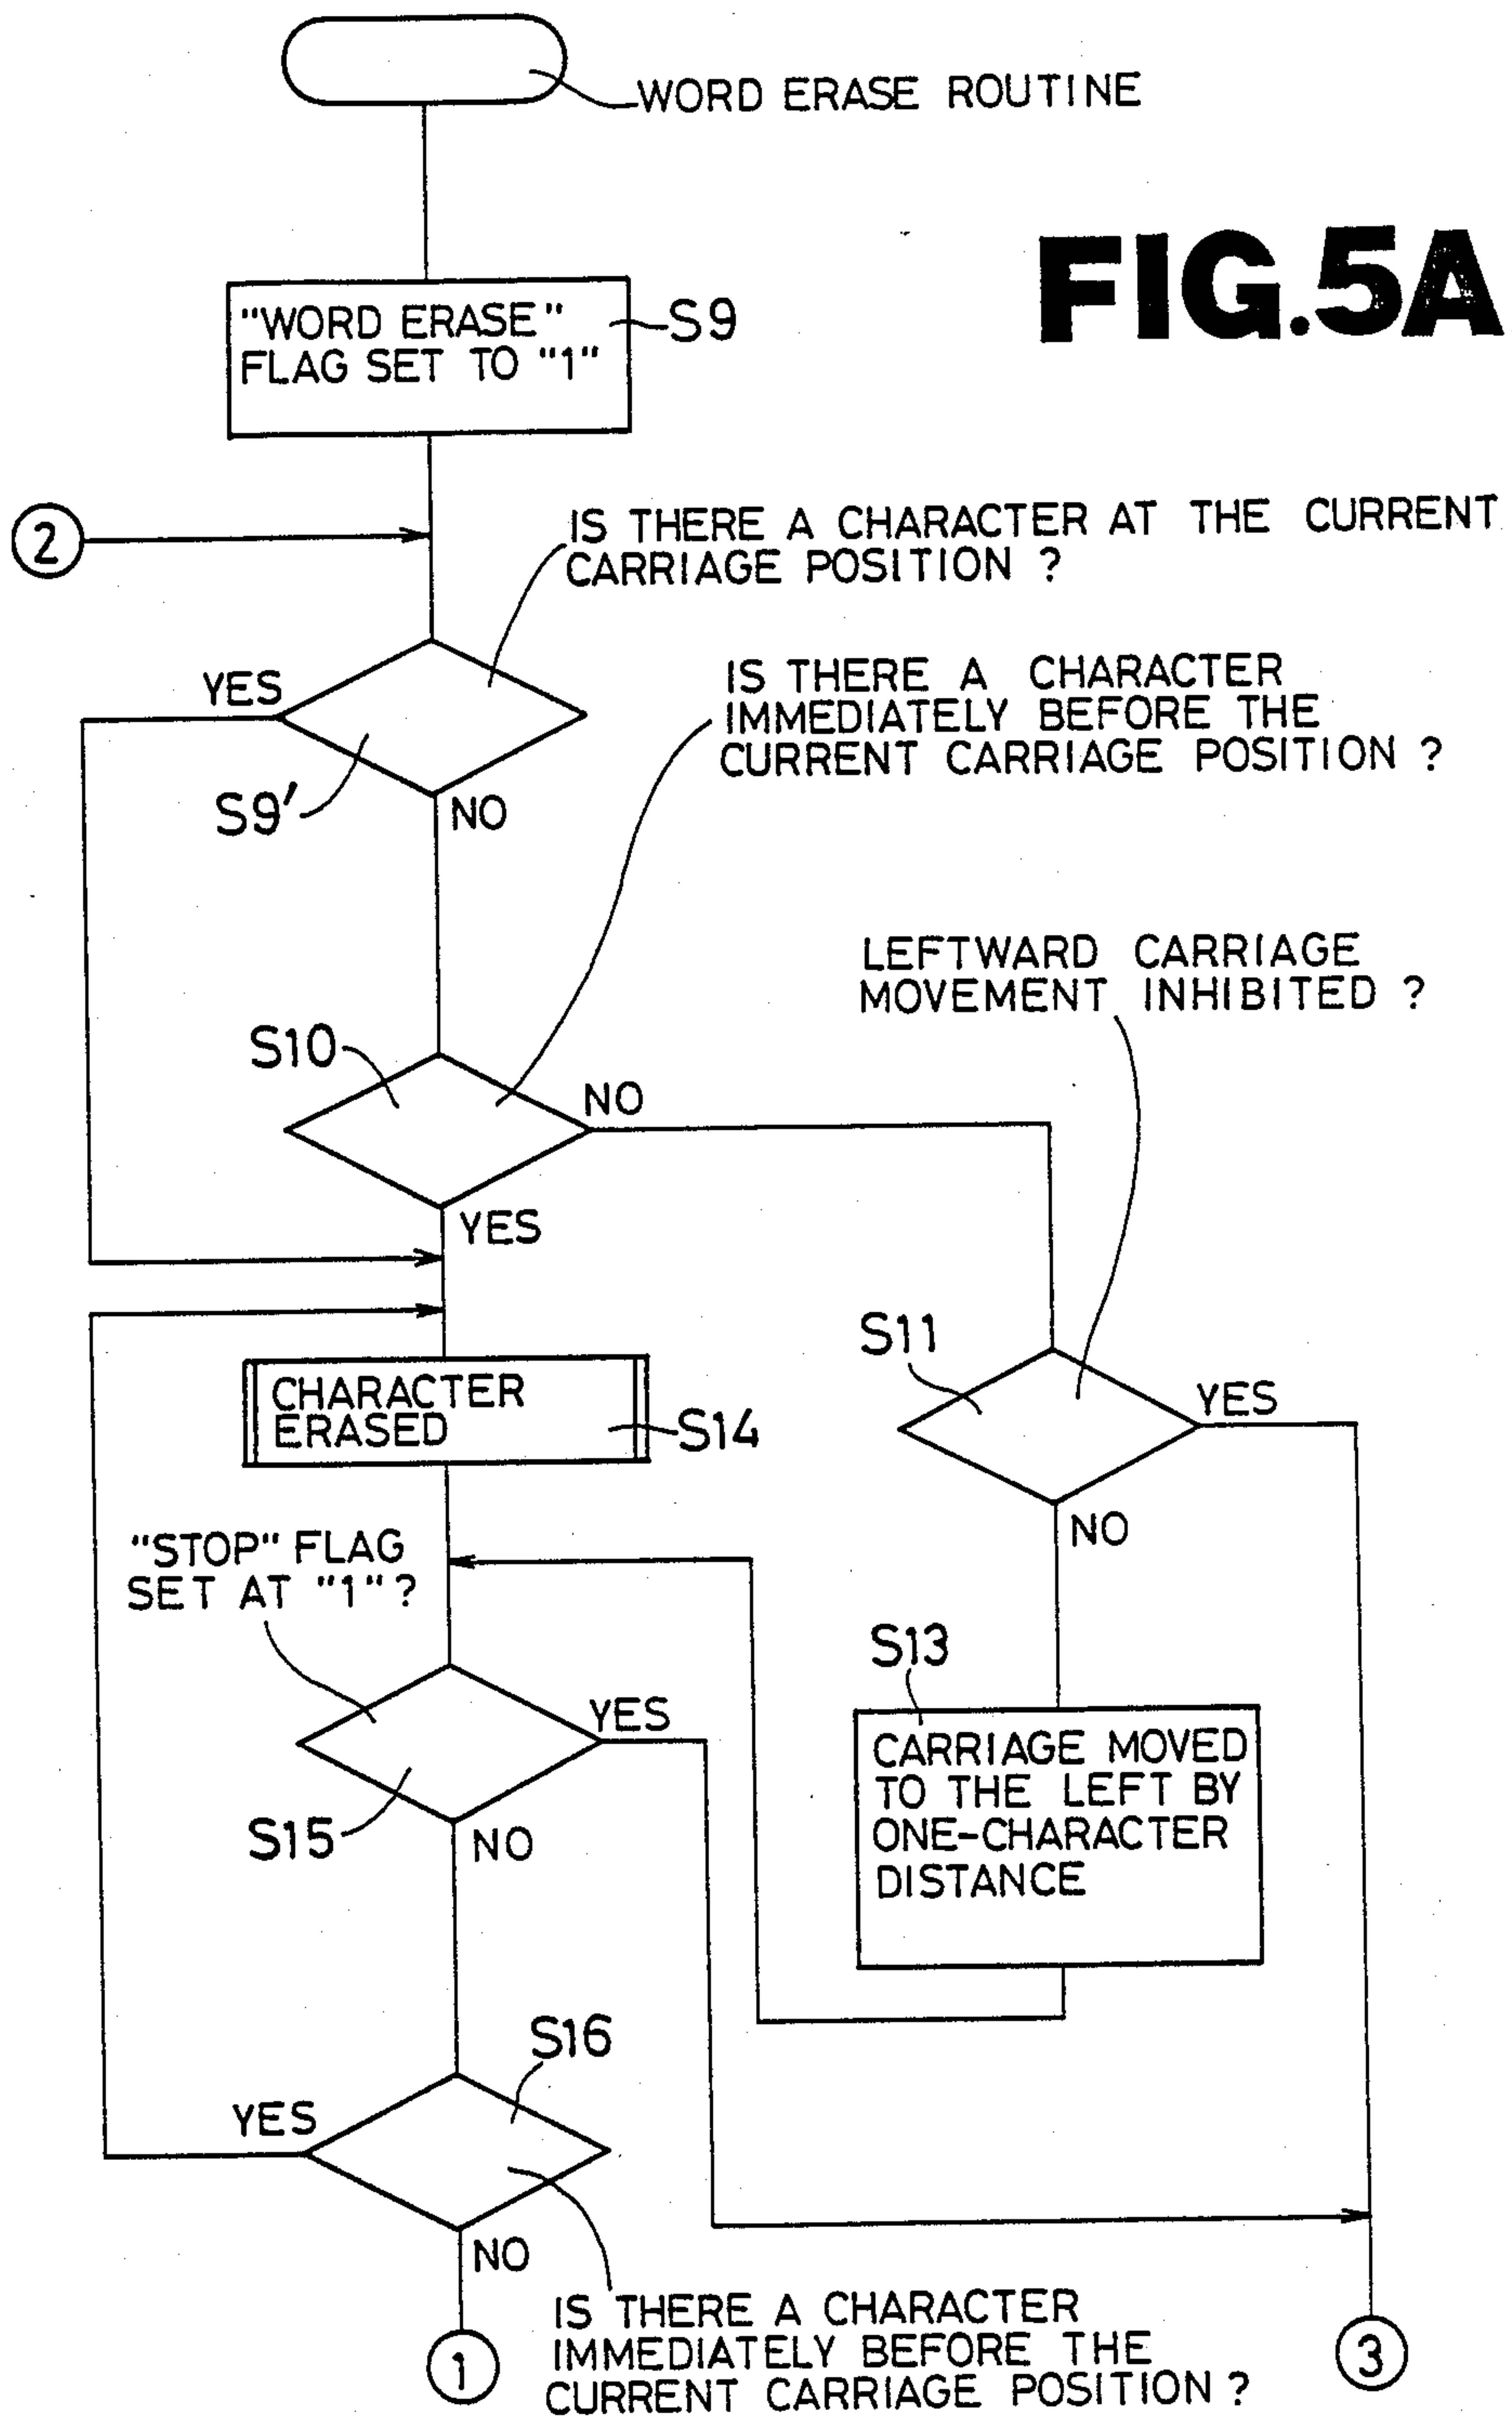 WORD ERASE ROUTINE
FIG.5A
"WORD ERASE"
FLAG SET TO "1"
S9
2
IS THERE A CHARACTER AT THE CURRENT
CARRIAGE POSITION ?
YES
S9'
NO
IS THERE A CHARACTER
IMMEDIATELY BEFORE THE
CURRENT CARRIAGE POSITION ?
LEFTWARD CARRIAGE
MOVEMENT INHIBITED ?
S10
NO
YES
S11
YES
NO
CHARACTER
ERASED
S14
"STOP" FLAG
SET AT "1"?
YES
S15
NO
S13
CARRIAGE MOVED
TO THE LEFT BY
ONE-CHARACTER
DISTANCE
S16
YES
NO
IS THERE A CHARACTER
IMMEDIATELY BEFORE THE
CURRENT CARRIAGE POSITION ?
1
3